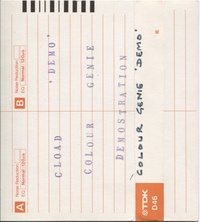 A
B
CLOAD 'DEMO'
COLOUR GENIE
DEMONSTRATION
COLOUR GENIE 'DEMO'
TDK
D46